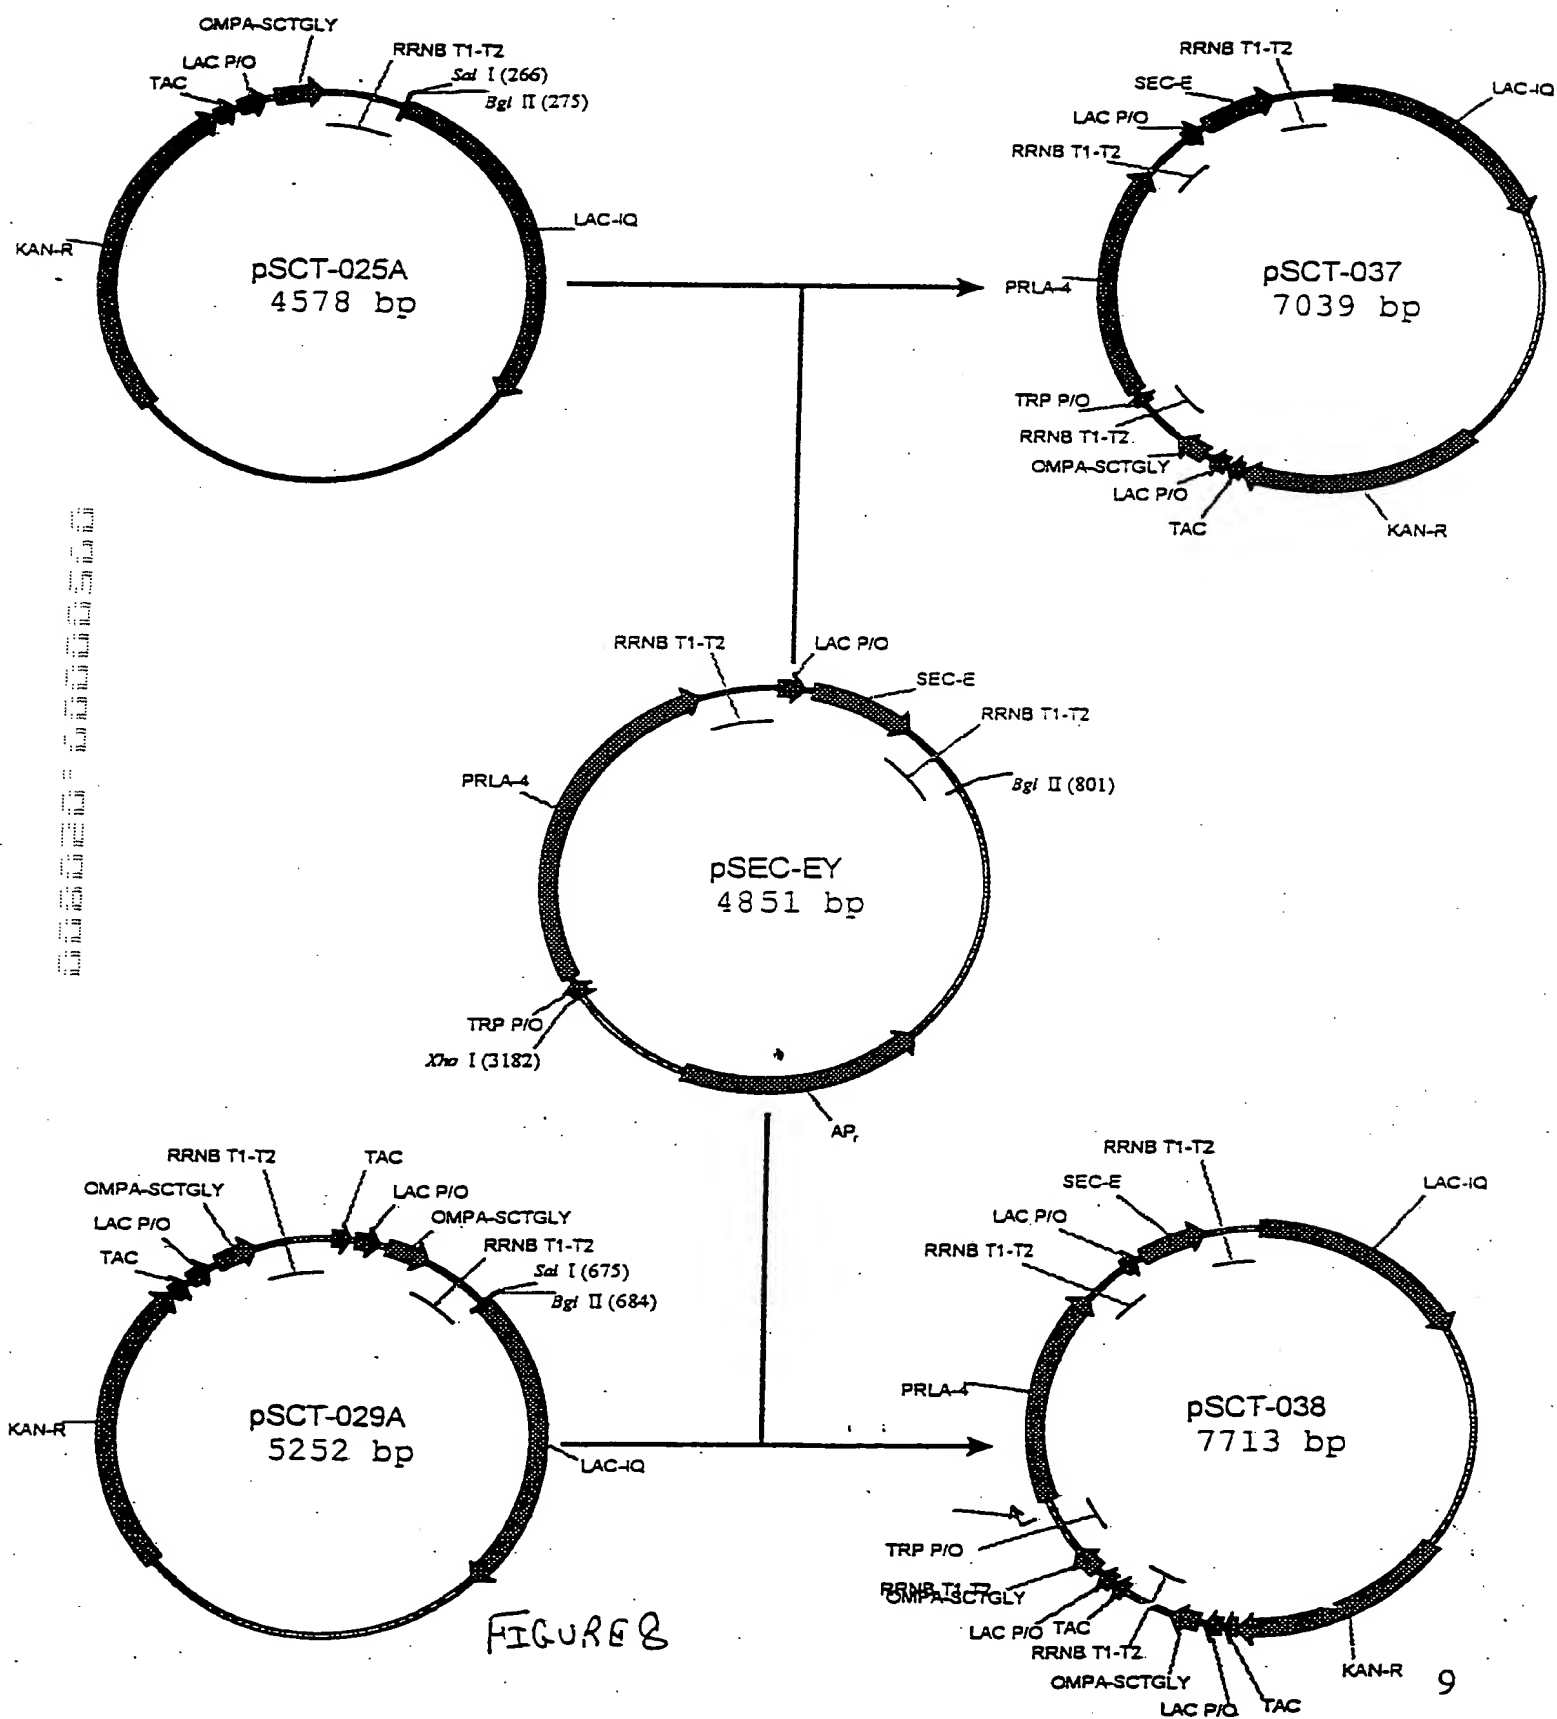 OMPA-SCTGLY
RRNB T1-T2
LAC P/O
Sal I (266)
TAC
Bgl II (275)
KAN-R
LAC-IQ
pSCT-025A
4578 bp
RRNB T1-T2
SEC-E
LAC-IQ
LAC P/O
RRNB T1-T2
PRLA-4
pSCT-037
7039 bp
TRP P/O
RRNB T1-T2
OMPA-SCTGLY
LAC P/O
TAC
KAN-R
RRNB T1-T2
LAC P/O
SEC-E
RRNB T1-T2
PRLA-4
Bgl II (801)
pSEC-EY
4851 bp
TRP P/O
Xho I (3182)
APr
RRNB T1-T2
TAC
OMPA-SCTGLY
LAC P/O
LAC P/O
OMPA-SCTGLY
TAC
RRNB T1-T2
Sal I (675)
Bgl II (684)
KAN-R
pSCT-029A
5252 bp
LAC-IQ
RRNB T1-T2
SEC-E
LAC-IQ
LAC P/O
RRNB T1-T2
PRLA-4
pSCT-038
7713 bp
TRP P/O
RRNB T1-T2
OMPA-SCTGLY
LAC P/O
TAC
RRNB T1-T2
OMPA-SCTGLY
LAC P/O
TAC
KAN-R
FIGURE 8
9